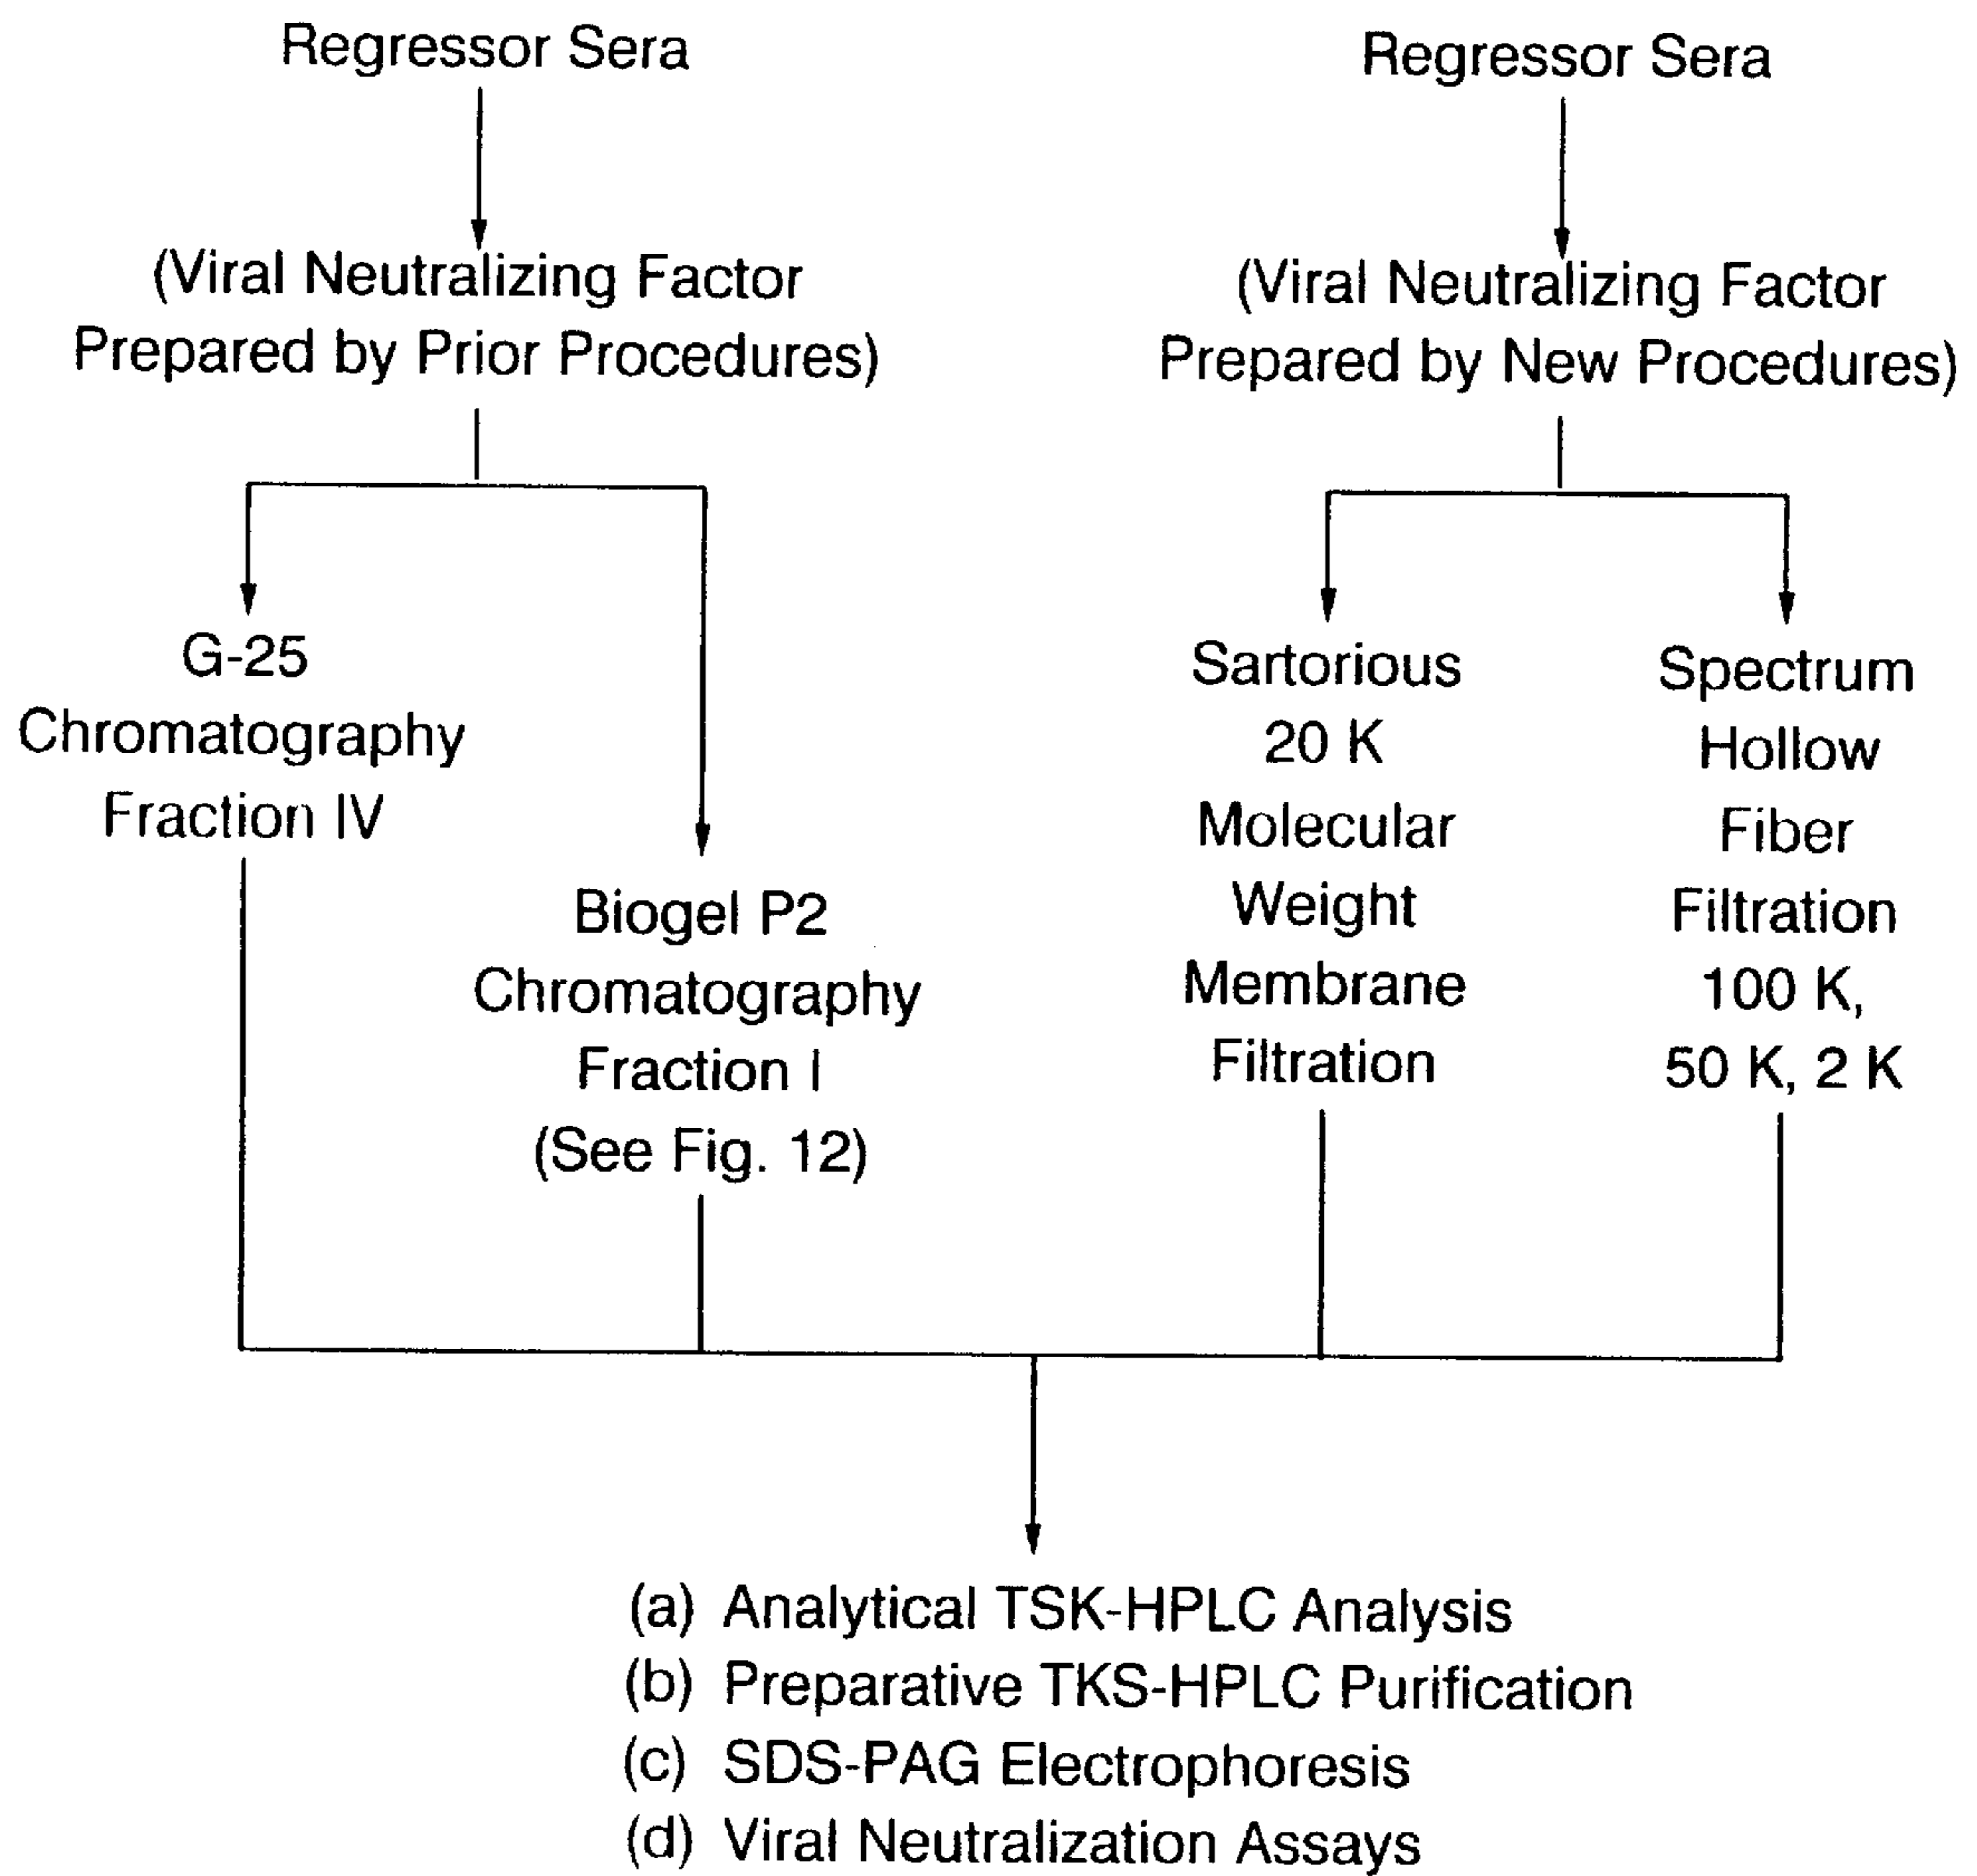 Regressor Sera
(Viral Neutralizing Factor
Prepared by Prior Procedures)
G-25
Chromatography
Fraction IV
Biogel P2
Chromatography
Fraction I
(See Fig. 12)
Regressor Sera
(Viral Neutralizing Factor
Prepared by New Procedures)
Sartorious
20 K
Molecular
Weight
Membrane
Filtration
Spectrum
Hollow
Fiber
Filtration
100 K,
50 K, 2 K
(a) Analytical TSK-HPLC Analysis
(b) Preparative TKS-HPLC Purification
(c) SDS-PAG Electrophoresis
(d) Viral Neutralization Assays